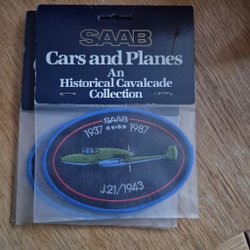 SAAB
Cars and Planes
An
Historical Cavalcade
Collection
SAAB
1937 1987
J21/1943